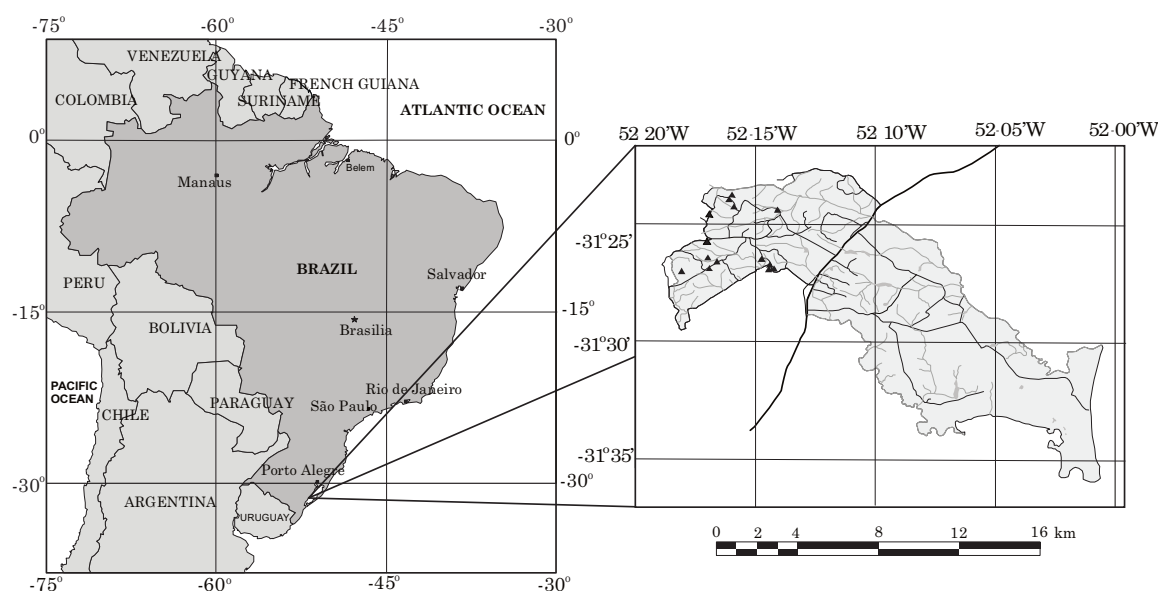 -75° -60° -45° -30°
VENEZUELA
GUYANA
FRENCH GUIANA
COLOMBIA
SURINAME
ATLANTIC OCEAN
0° 0°
Belem
Manaus
BRAZIL
PERU
Salvador
-15° -15°
BOLIVIA
Brasilia
PACIFIC
OCEAN
Rio de Janeiro
PARAGUAY
São Paulo
CHILE
Porto Alegre
-30° -30°
ARGENTINA
URUGUAY
-75° -60° -45° -30°
52 20'W 52 15'W 52 10'W 52 05'W 52 00'W
-31°25'
-31°30'
-31°35'
0 2 4 8 12 16 km